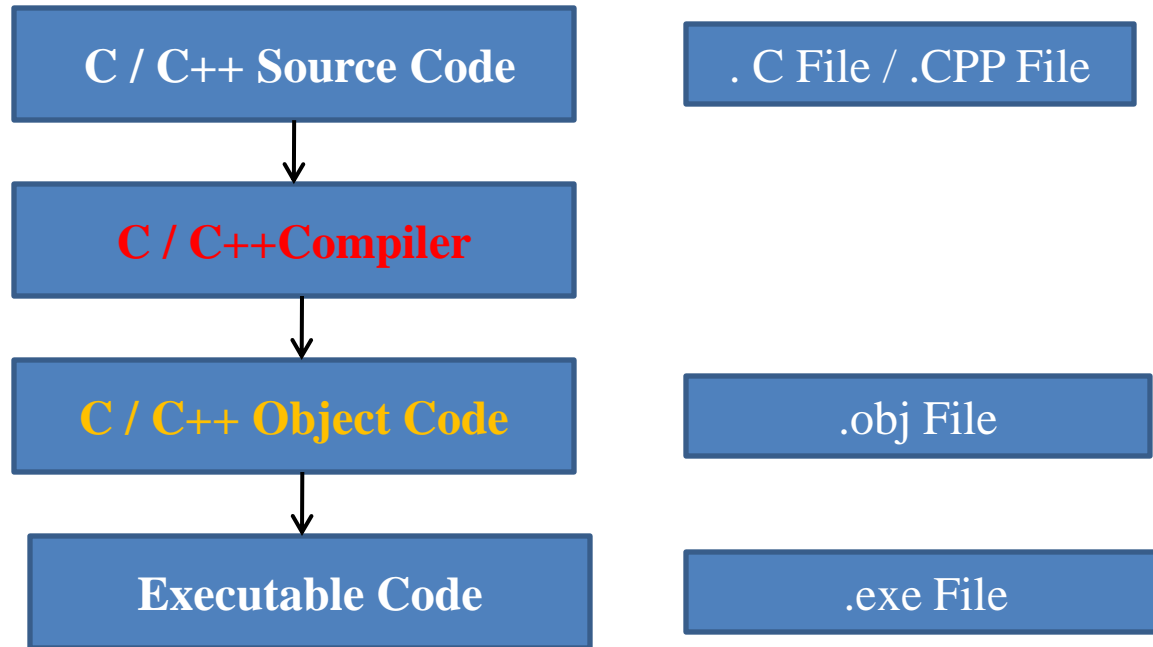 C / C++ Source Code
. C File / .CPP File
C / C++Compiler
C / C++ Object Code
.obj File
Executable Code
.exe File